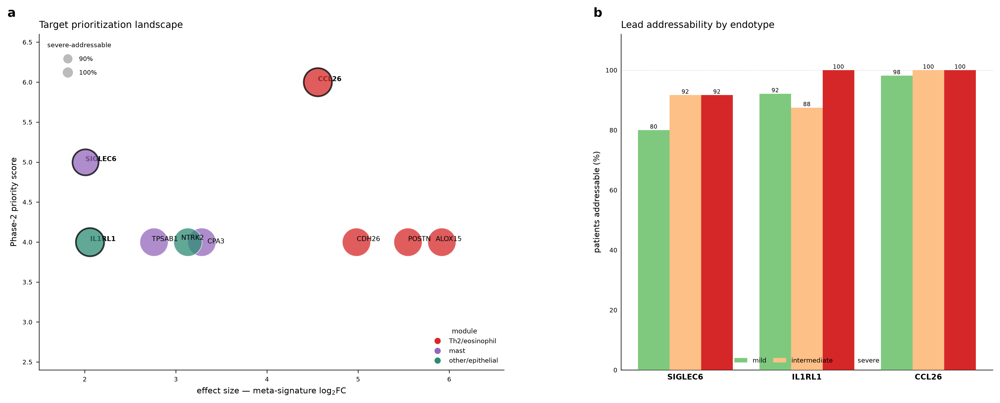 a
Target prioritization landscape
Phase-2 priority score
6.5
6.0
5.5
5.0
4.5
4.0
3.5
3.0
2.5
severe-addressable
90%
100%
CCL26
SIGLEC6
IL1RL1
TPSAB1
NTRK2
CPA3
CDH26
POSTN
ALOX15
module
Th2/eosinophil
mast
other/epithelial
2
3
4
5
6
effect size — meta-signature log₂FC
b
Lead addressability by endotype
patients addressable (%)
100
80
60
40
20
0
80
92
92
92
88
100
98
100
100
mild
intermediate
severe
SIGLEC6
IL1RL1
CCL26